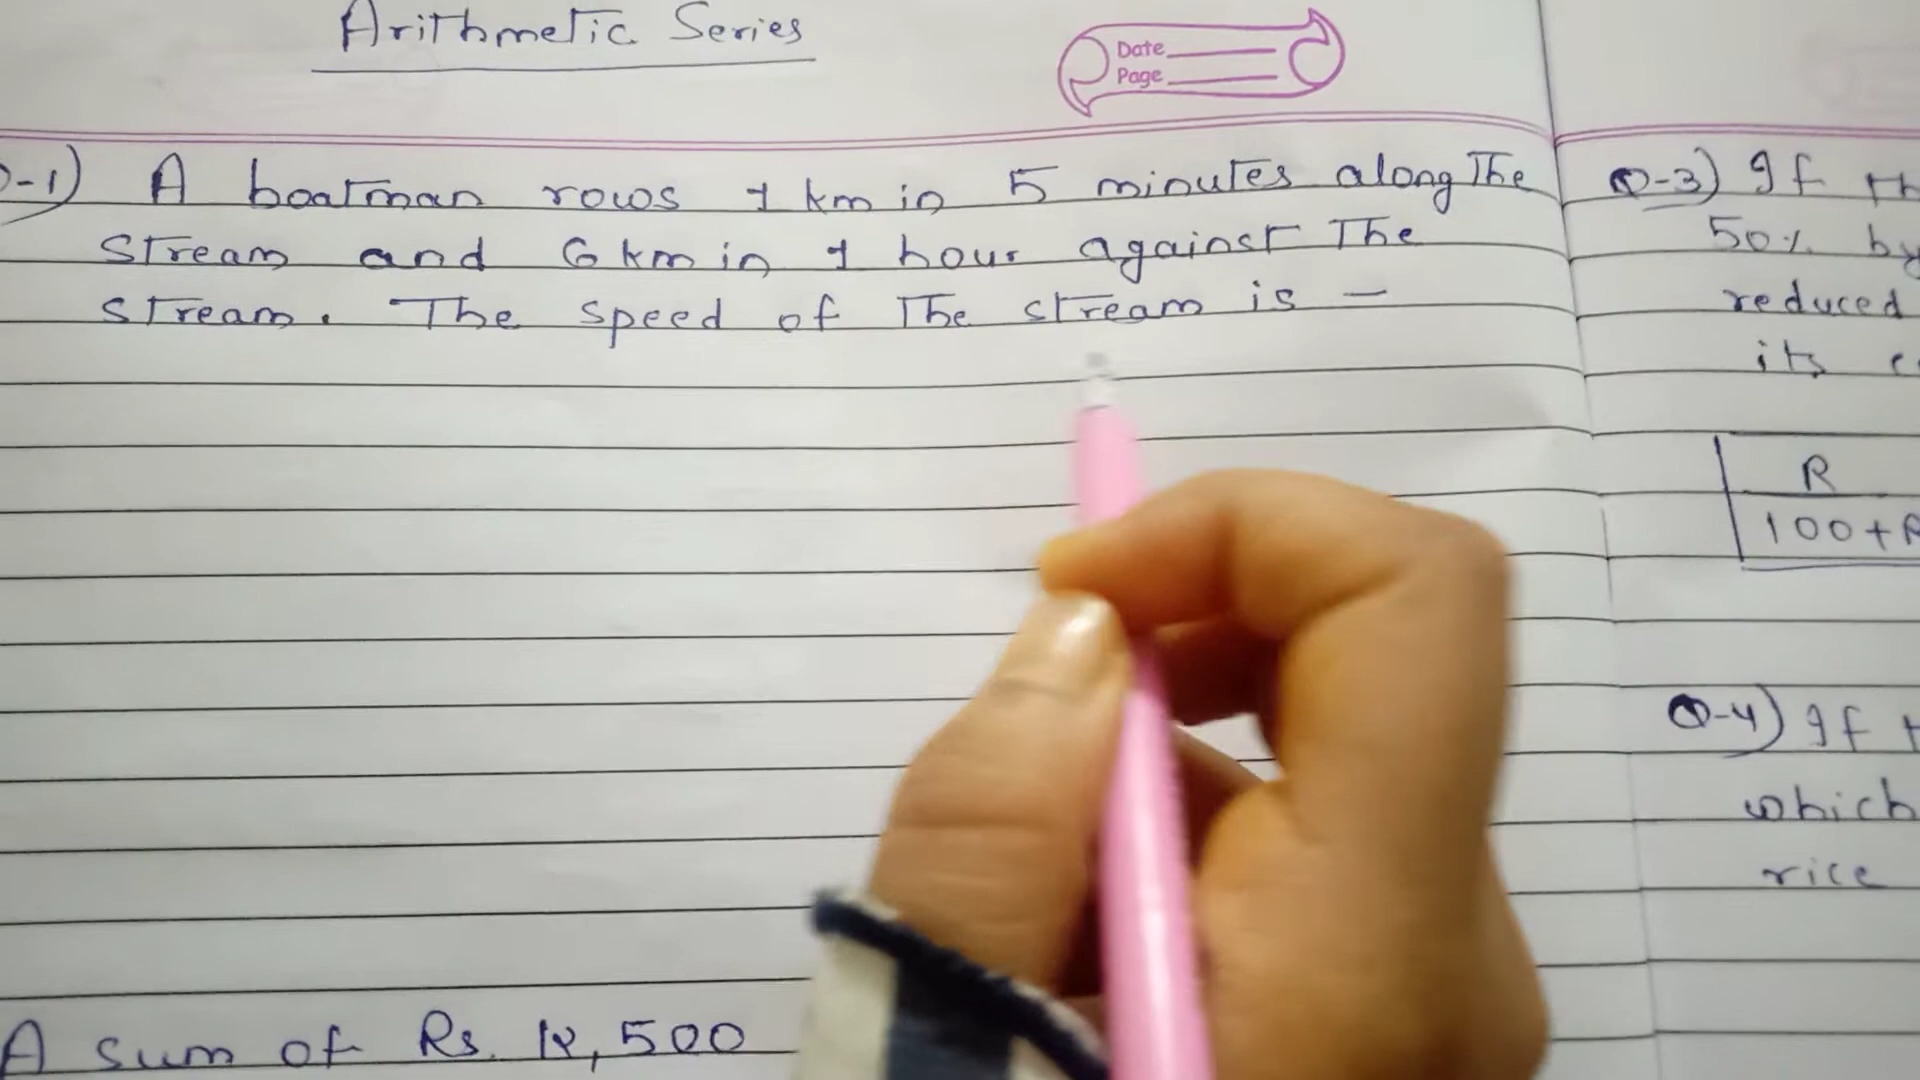 Arithmetic Series
Date
Page
Q-1) A boatman rows 1 km in 5 minutes along The
stream and 6 km in 1 hour against The
stream. The speed of The stream is —
A sum of Rs. 12,500
Q-3) If
50% by
reduced
its
R
100+R
Q-4) If
which
rice